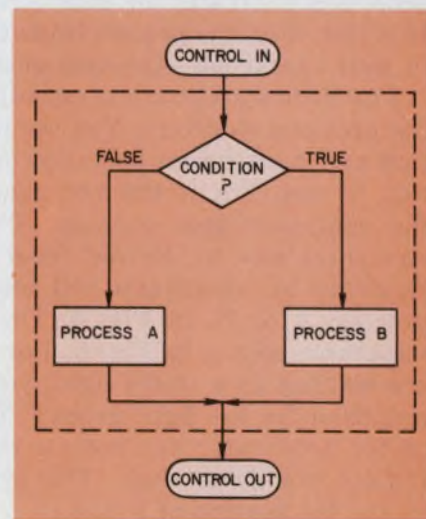 CONTROL IN
FALSE
TRUE
CONDITION
?
PROCESS A
PROCESS B
CONTROL OUT